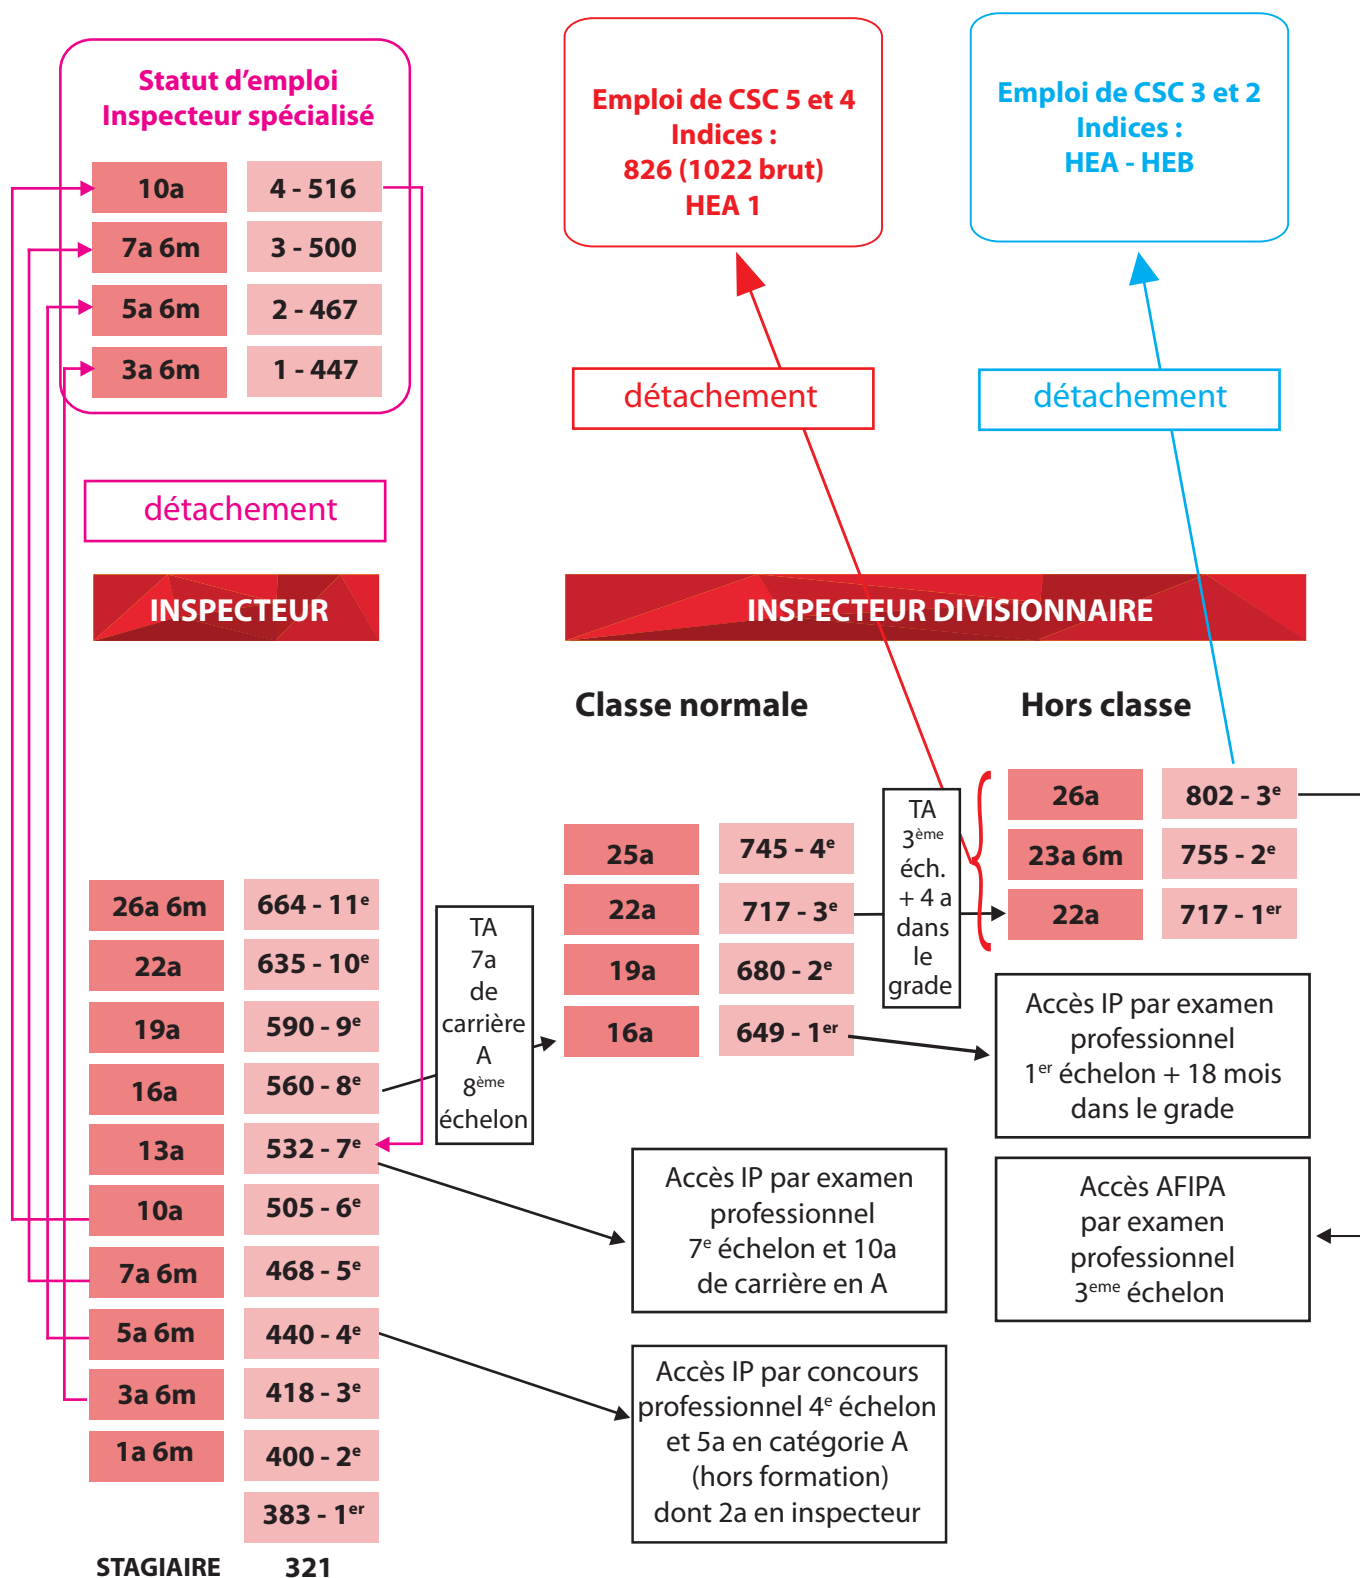 Statut d'emploi
Inspecteur spécialisé
10a 4 - 516
7a 6m 3 - 500
5a 6m 2 - 467
3a 6m 1 - 447
détachement
Emploi de CSC 5 et 4
Indices :
826 (1022 brut)
HEA 1
détachement
Emploi de CSC 3 et 2
Indices :
HEA - HEB
détachement
INSPECTEUR
26a 6m 664 - 11e
22a 635 - 10e
19a 590 - 9e
16a 560 - 8e
13a 532 - 7e
10a 505 - 6e
7a 6m 468 - 5e
5a 6m 440 - 4e
3a 6m 418 - 3e
1a 6m 400 - 2e
383 - 1er
STAGIAIRE 321
TA
7a
de
carrière
A
8ème
échelon
INSPECTEUR DIVISIONNAIRE
Classe normale
25a 745 - 4e
22a 717 - 3e
19a 680 - 2e
16a 649 - 1er
TA
3ème
éch.
+ 4 a
dans
le
grade
Hors classe
26a 802 - 3e
23a 6m 755 - 2e
22a 717 - 1er
Accès IP par examen
professionnel
1er échelon + 18 mois
dans le grade
Accès IP par examen
professionnel
7e échelon et 10a
de carrière en A
Accès AFIPA
par examen
professionnel
3eme échelon
Accès IP par concours
professionnel 4e échelon
et 5a en catégorie A
(hors formation)
dont 2a en inspecteur